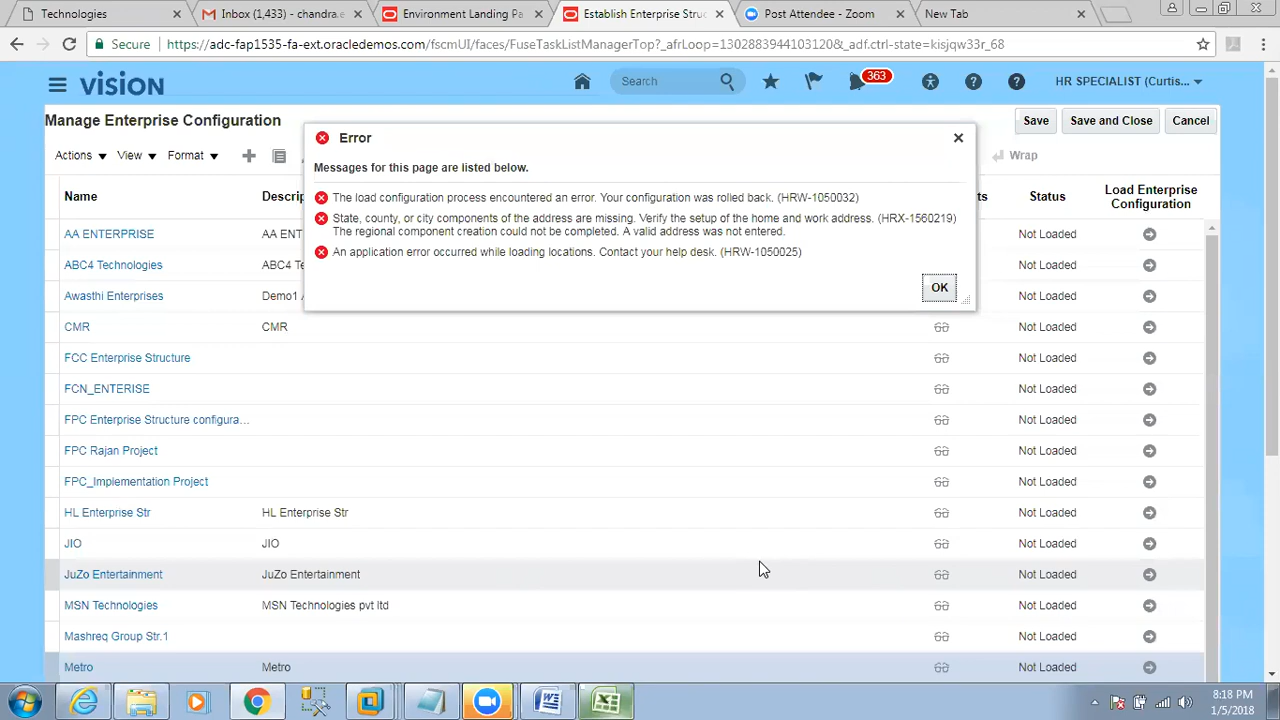 Technologies
Inbox (1,433) - chandra.e
Environment Landing Pa
Establish Enterprise Struc
Post Attendee - Zoom
New Tab
Secure https://adc-fap1535-fa-ext.oracledemos.com/fscmUI/faces/FuseTaskListManagerTop?_afrLoop=1302883944103120&_adf.ctrl-state=kisjqw33r_68
VISION
Search
363
HR SPECIALIST (Curtis...
Manage Enterprise Configuration
Save
Save and Close
Cancel
Actions View Format
Wrap
Error
Messages for this page are listed below.
The load configuration process encountered an error. Your configuration was rolled back. (HRW-1050032)
State, county, or city components of the address are missing. Verify the setup of the home and work address. (HRX-1560219)
The regional component creation could not be completed. A valid address was not entered.
An application error occurred while loading locations. Contact your help desk. (HRW-1050025)
OK
Name Descrip ts Status Load Enterprise
Configuration
AA ENTERPRISE AA ENT Not Loaded
ABC4 Technologies ABC4 Te Not Loaded
Awasthi Enterprises Demo1 Not Loaded
CMR CMR Not Loaded
FCC Enterprise Structure Not Loaded
FCN_ENTERISE Not Loaded
FPC Enterprise Structure configura... Not Loaded
FPC Rajan Project Not Loaded
FPC_Implementation Project Not Loaded
HL Enterprise Str HL Enterprise Str Not Loaded
JIO JIO Not Loaded
JuZo Entertainment JuZo Entertainment Not Loaded
MSN Technologies MSN Technologies pvt ltd Not Loaded
Mashreq Group Str.1 Not Loaded
Metro Metro Not Loaded
8:18 PM
1/5/2018